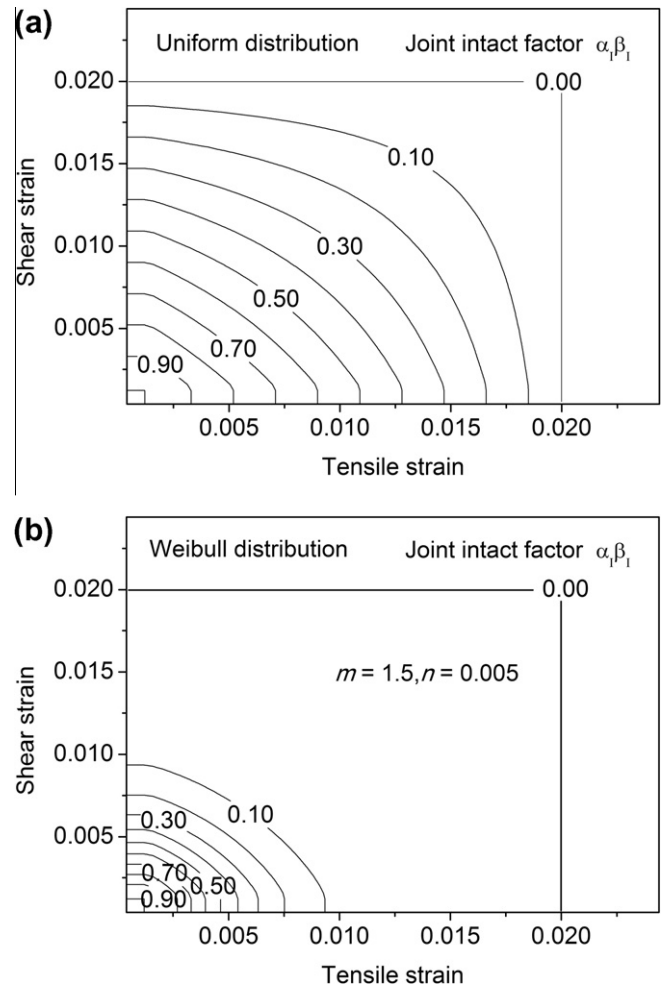 (a)
Uniform distribution Joint intact factor αIβI
0.020
0.015
0.010
0.005
Shear strain
0.00
0.10
0.30
0.50
0.70
0.90
0.005 0.010 0.015 0.020
Tensile strain
(b)
Weibull distribution Joint intact factor αIβI
0.020
0.015
0.010
0.005
Shear strain
0.00
m = 1.5,n = 0.005
0.10
0.30
0.70
0.50
0.90
0.005 0.010 0.015 0.020
Tensile strain